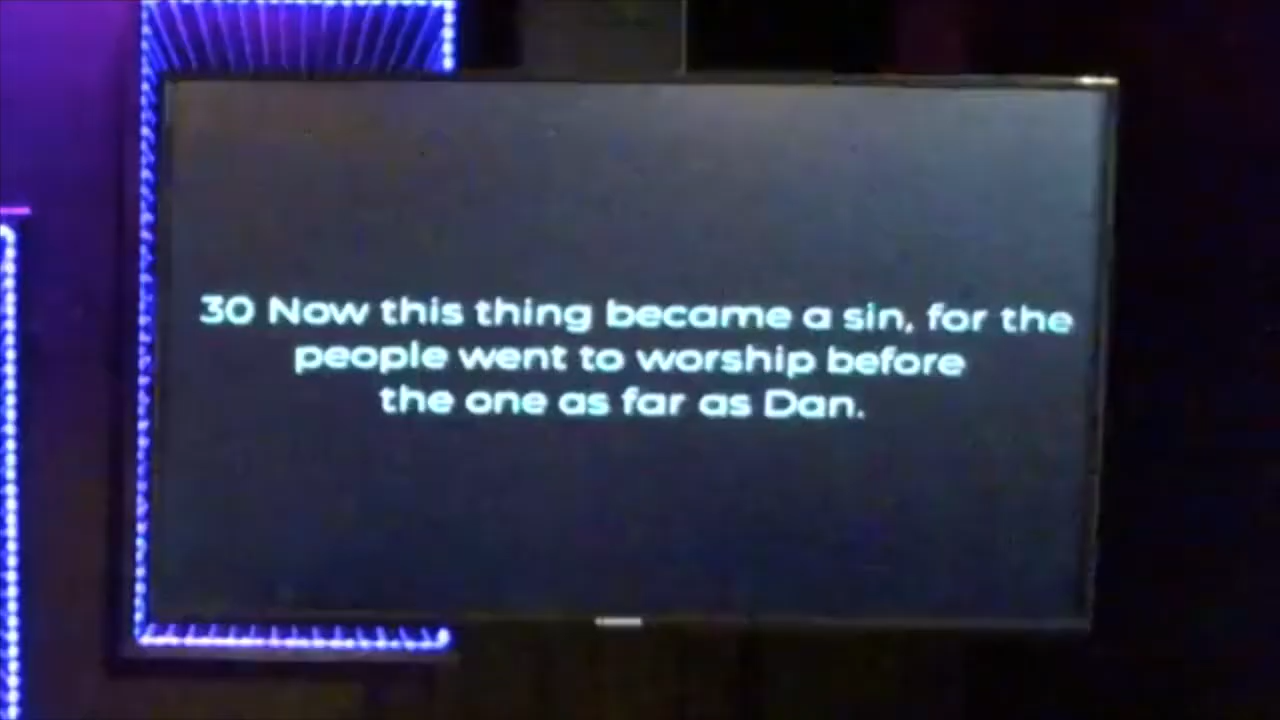 30 Now this thing became a sin, for the
people went to worship before
the one as far as Dan.